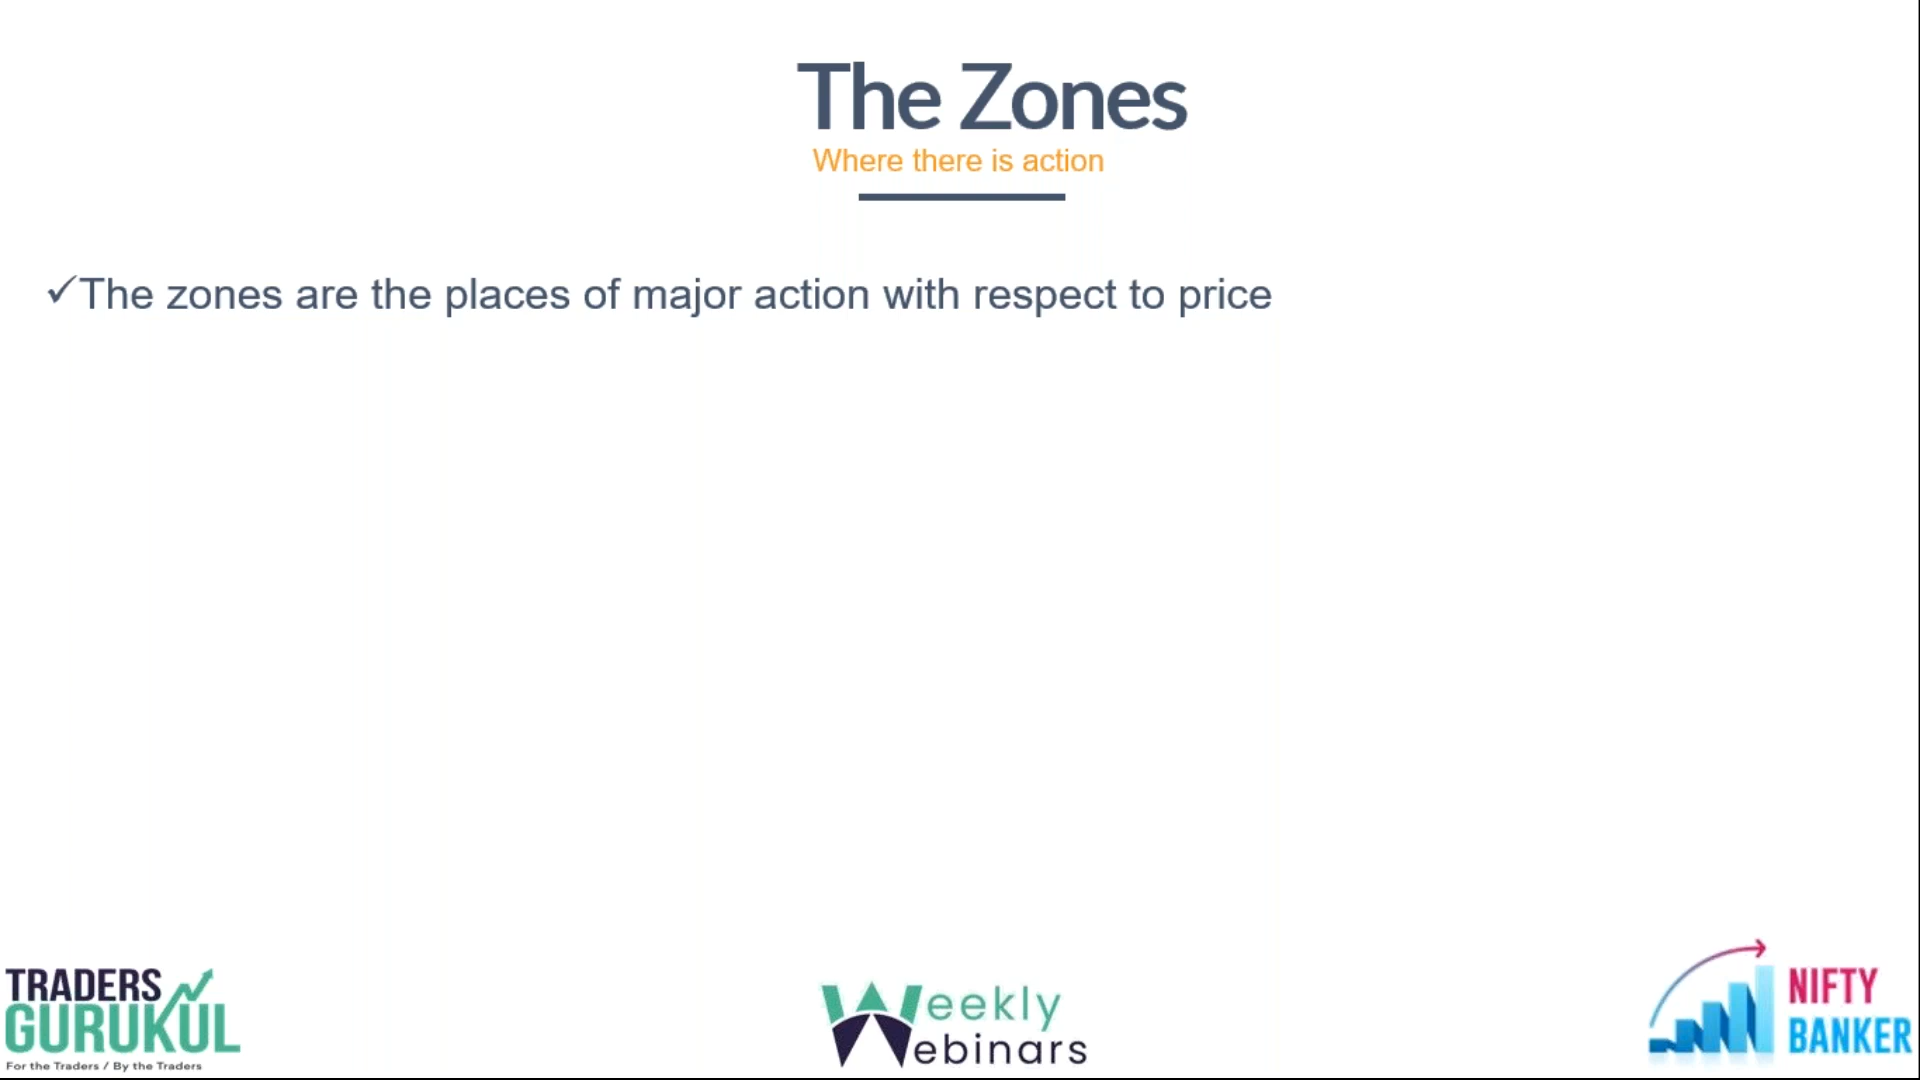 The Zones
Where there is action
✓The zones are the places of major action with respect to price
TRADERS
GURUKUL
For the Traders / By the Traders
Weekly
Webinars
NIFTY
BANKER